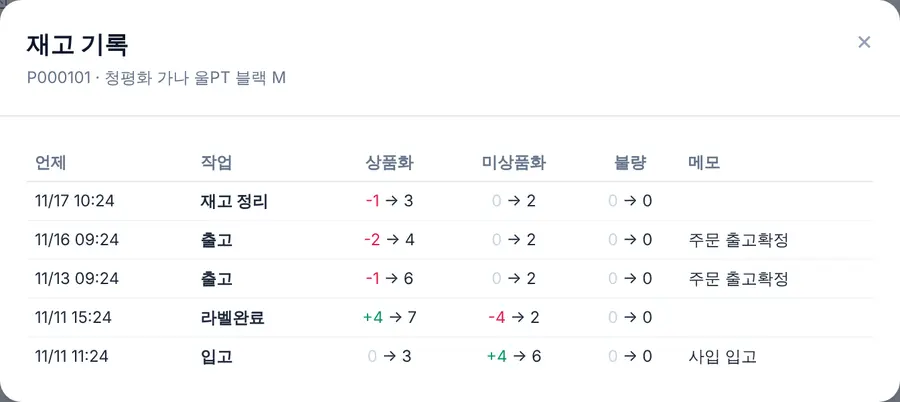 재고 기록
×
P000101 · 청평화 가나 울PT 블랙 M
언제 작업 상품화 미상품화 불량 메모
11/17 10:24 재고 정리 -1 → 3 0 → 2 0 → 0
11/16 09:24 출고 -2 → 4 0 → 2 0 → 0 주문 출고확정
11/13 09:24 출고 -1 → 6 0 → 2 0 → 0 주문 출고확정
11/11 15:24 라벨완료 +4 → 7 -4 → 2 0 → 0
11/11 11:24 입고 0 → 3 +4 → 6 0 → 0 사입 입고